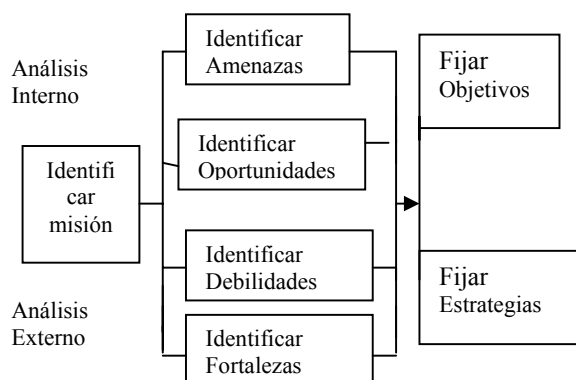 Análisis
Interno
Identifi
car
misión
Análisis
Externo
Identificar
Amenazas
Identificar
Oportunidades
Identificar
Debilidades
Identificar
Fortalezas
Fijar
Objetivos
Fijar
Estrategias